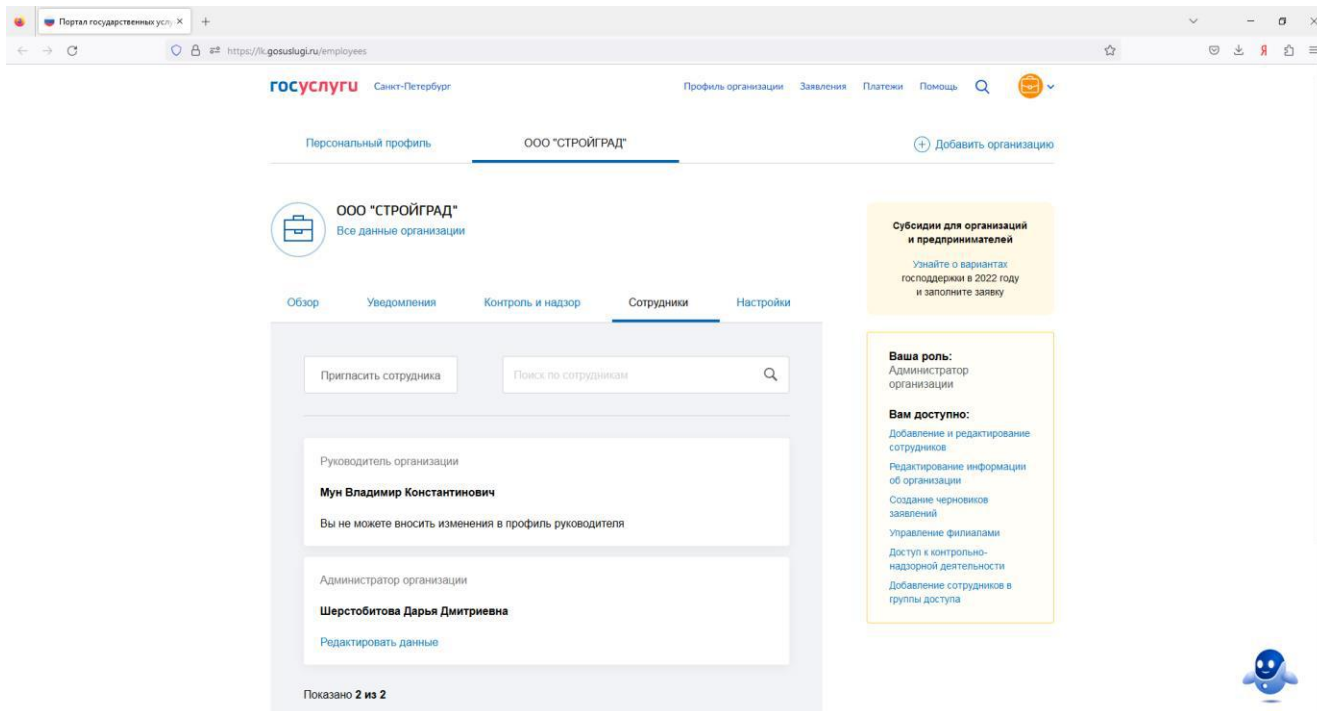 Портал государственных услу
https://lk.gosuslugi.ru/employees
госуслуги Санкт-Петербург Профиль организации Заявления Платежи Помощь
Персональный профиль ООО "СТРОЙГРАД" Добавить организацию
ООО "СТРОЙГРАД"
Все данные организации
Обзор Уведомления Контроль и надзор Сотрудники Настройки
Пригласить сотрудника Поиск по сотрудникам
Руководитель организации
Мун Владимир Константинович
Вы не можете вносить изменения в профиль руководителя
Администратор организации
Шерстобитова Дарья Дмитриевна
Редактировать данные
Показано 2 из 2
Субсидии для организаций
и предпринимателей
Узнайте о вариантах
господдержки в 2022 году
и заполните заявку
Ваша роль:
Администратор
организации
Вам доступно:
Добавление и редактирование
сотрудников
Редактирование информации
об организации
Создание черновиков
заявлений
Управление филиалами
Доступ к контрольно-
надзорной деятельности
Добавление сотрудников в
группы доступа